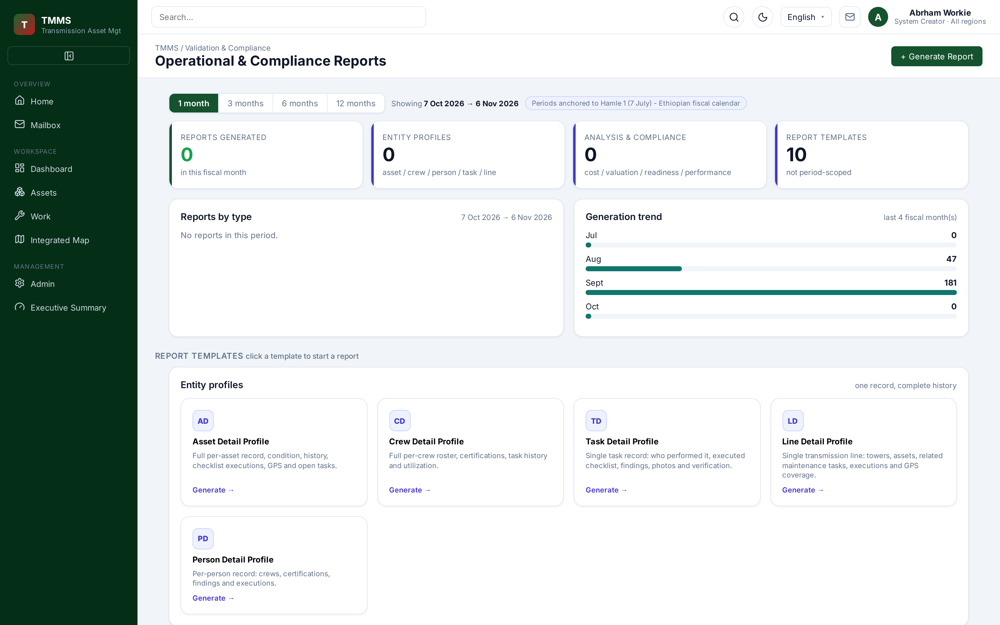 T
TMMS
Transmission Asset Mgt
OVERVIEW
Home
Mailbox
WORKSPACE
Dashboard
Assets
Work
Integrated Map
MANAGEMENT
Admin
Executive Summary
Search...
English
A
Abrham Workie
System Creator · All regions
TMMS / Validation & Compliance
Operational & Compliance Reports
+ Generate Report
1 month
3 months
6 months
12 months
Showing 7 Oct 2026 → 6 Nov 2026
Periods anchored to Hamle 1 (7 July) - Ethiopian fiscal calendar
REPORTS GENERATED
0
in this fiscal month
ENTITY PROFILES
0
asset / crew / person / task / line
ANALYSIS & COMPLIANCE
0
cost / valuation / readiness / performance
REPORT TEMPLATES
10
not period-scoped
Reports by type
7 Oct 2026 → 6 Nov 2026
No reports in this period.
Generation trend
last 4 fiscal month(s)
Jul 0
Aug 47
Sept 181
Oct 0
REPORT TEMPLATES click a template to start a report
Entity profiles
one record, complete history
AD
Asset Detail Profile
Full per-asset record, condition, history,
checklist executions, GPS and open tasks.
Generate →
CD
Crew Detail Profile
Full per-crew roster, certifications, task history
and utilization.
Generate →
TD
Task Detail Profile
Single task record: who performed it, executed
checklist, findings, photos and verification.
Generate →
LD
Line Detail Profile
Single transmission line: towers, assets, related
maintenance tasks, executions and GPS
coverage.
Generate →
PD
Person Detail Profile
Per-person record: crews, certifications,
findings and executions.
Generate →